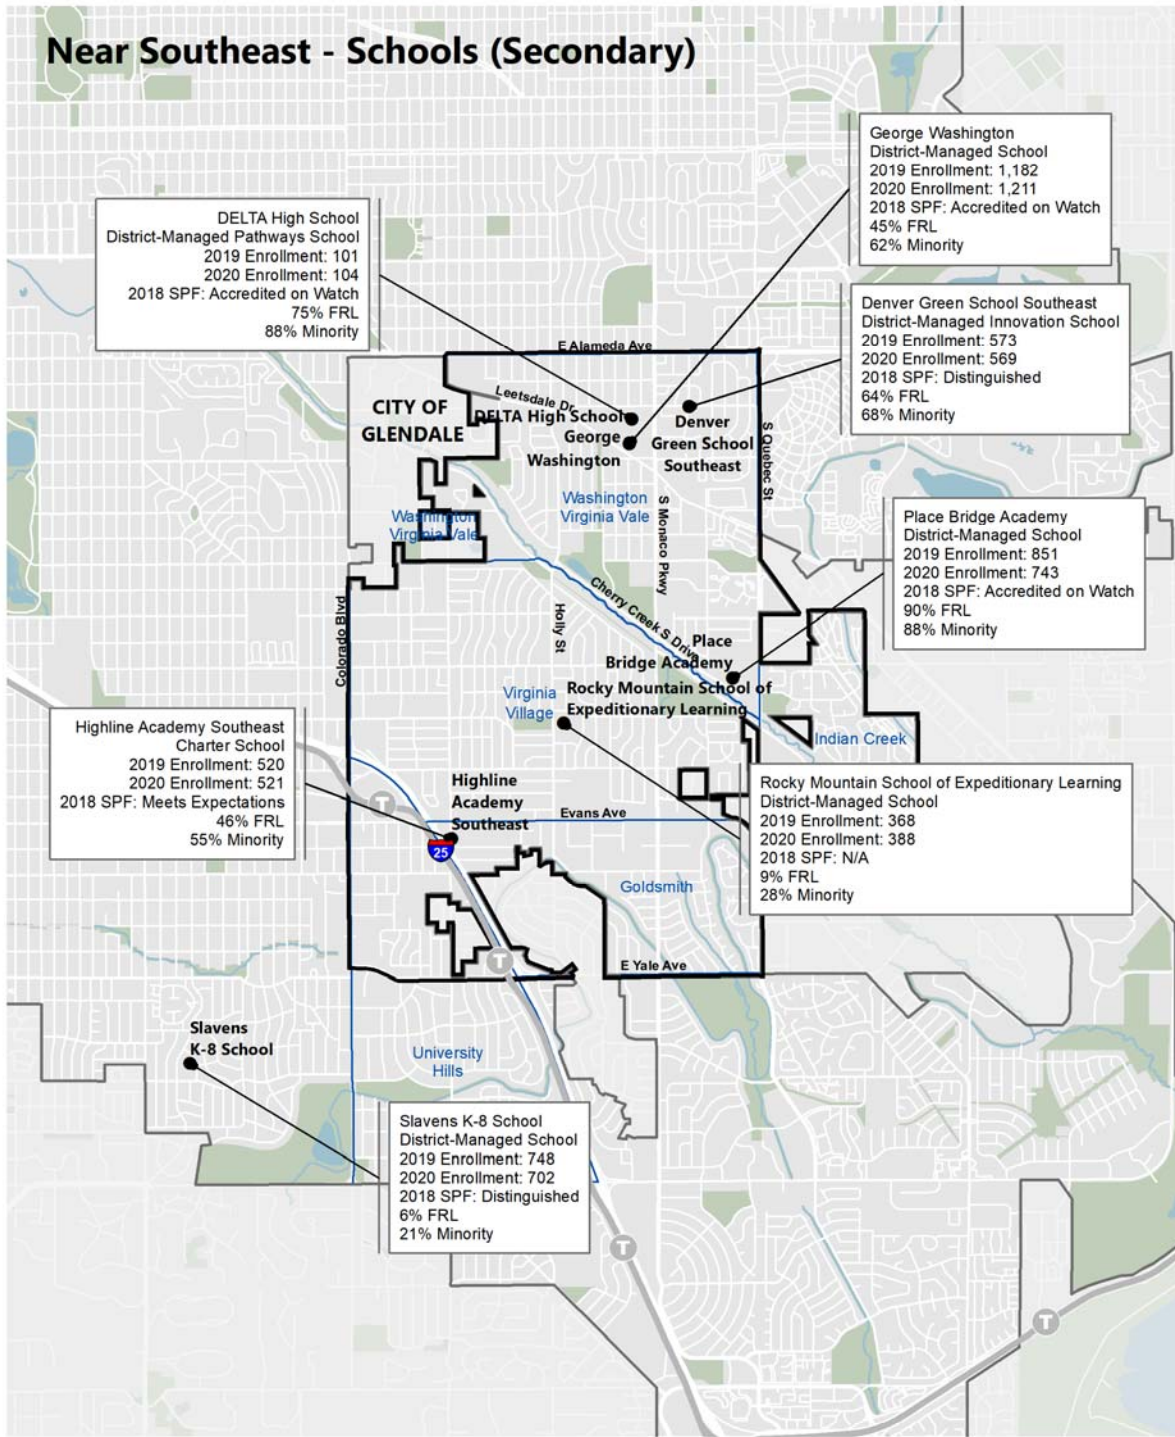 Near Southeast - Schools (Secondary)
George Washington
District-Managed School
2019 Enrollment: 1,182
2020 Enrollment: 1,211
2018 SPF: Accredited on Watch
45% FRL
62% Minority
DELTA High School
District-Managed Pathways School
2019 Enrollment: 101
2020 Enrollment: 104
2018 SPF: Accredited on Watch
75% FRL
88% Minority
Denver Green School Southeast
District-Managed Innovation School
2019 Enrollment: 573
2020 Enrollment: 569
2018 SPF: Distinguished
64% FRL
68% Minority
E Alameda Ave
Leetsdale Dr
CITY OF
GLENDALE
DELTA High School
George
Washington
Denver
Green School
Southeast
S Quebec St
Washington
Virginia Vale
Washington
Virginia Vale
S Monaco Pkwy
Place Bridge Academy
District-Managed School
2019 Enrollment: 851
2020 Enrollment: 743
2018 SPF: Accredited on Watch
90% FRL
88% Minority
Colorado Blvd
Holly St
Cherry Creek S Drive
Place
Bridge Academy
Virginia
Village
Rocky Mountain School of
Expeditionary Learning
Indian Creek
Highline Academy Southeast
Charter School
2019 Enrollment: 520
2020 Enrollment: 521
2018 SPF: Meets Expectations
46% FRL
55% Minority
T
Highline
Academy
Southeast
25
Evans Ave
Rocky Mountain School of Expeditionary Learning
District-Managed School
2019 Enrollment: 368
2020 Enrollment: 388
2018 SPF: N/A
9% FRL
28% Minority
Goldsmith
T
E Yale Ave
Slavens
K-8 School
University
Hills
Slavens K-8 School
District-Managed School
2019 Enrollment: 748
2020 Enrollment: 702
2018 SPF: Distinguished
6% FRL
21% Minority
T
T